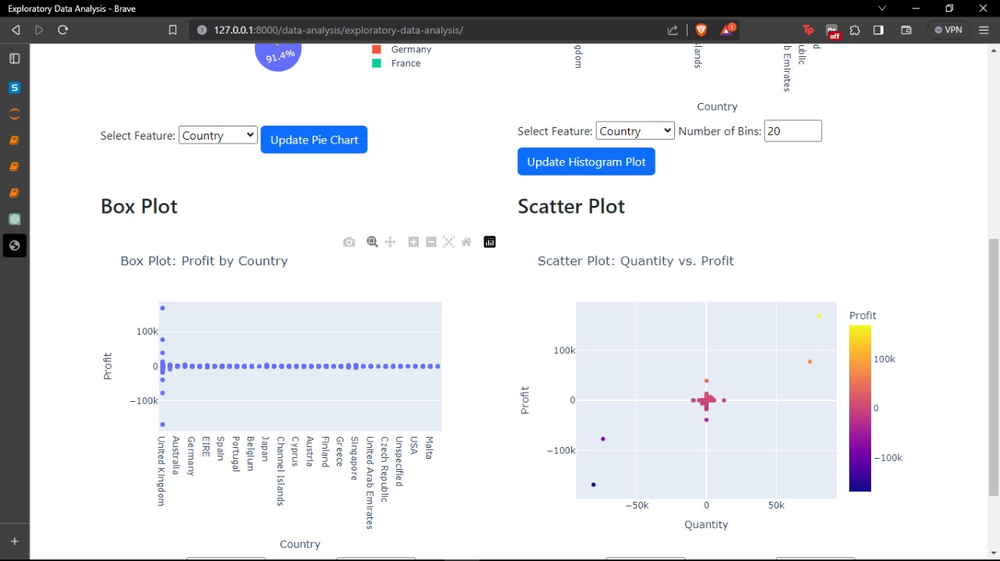 Exploratory Data Analysis - Brave
127.0.0.1:8000/data-analysis/exploratory-data-analysis/
1
Tp
off
VPN
S
91.4%
Germany
France
gdom
lands
b Emirates
ublic
d
Country
Select Feature: Country Update Pie Chart
Select Feature: Country Number of Bins: 20
Update Histogram Plot
Box Plot
Box Plot: Profit by Country
Profit
100k
0
−100k
United Kingdom
Australia
Germany
EIRE
Spain
Portugal
Belgium
Japan
Channel Islands
Cyprus
Austria
Finland
Greece
Singapore
United Arab Emirates
Czech Republic
Unspecified
USA
Malta
Country
Scatter Plot
Scatter Plot: Quantity vs. Profit
Profit
100k
0
−100k
−50k
0
50k
Quantity
Profit
100k
0
−100k